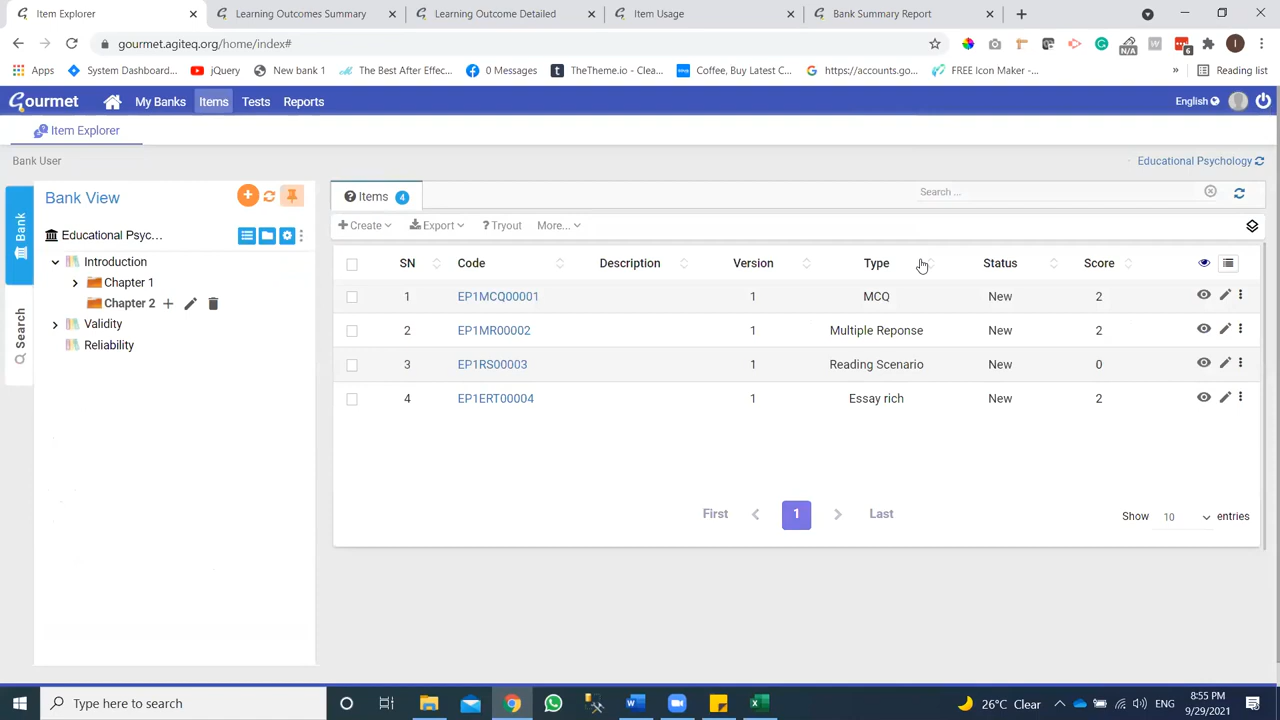 Item Explorer
Learning Outcomes Summary
Learning Outcome Detailed
Item Usage
Bank Summary Report
gourmet.agiteq.org/home/index#
N/A
6
I
Apps
System Dashboard...
jQuery
New bank 1
The Best After Effec...
0 Messages
TheTheme.io - Clea...
Coffee, Buy Latest C...
https://accounts.go...
FREE Icon Maker -...
»
Reading list
Gourmet
My Banks
Items
Tests
Reports
English
Item Explorer
Bank User
Educational Psychology
Bank
Search
Bank View
Educational Psyc...
Introduction
Chapter 1
Chapter 2
Validity
Reliability
Items 4
Search ...
Create
Export
? Tryout
More...
SN Code Description Version Type Status Score
1 EP1MCQ00001 1 MCQ New 2
2 EP1MR00002 1 Multiple Reponse New 2
3 EP1RS00003 1 Reading Scenario New 0
4 EP1ERT00004 1 Essay rich New 2
First 1 Last
Show 10 entries
Type here to search
26°C Clear
ENG
8:55 PM
9/29/2021